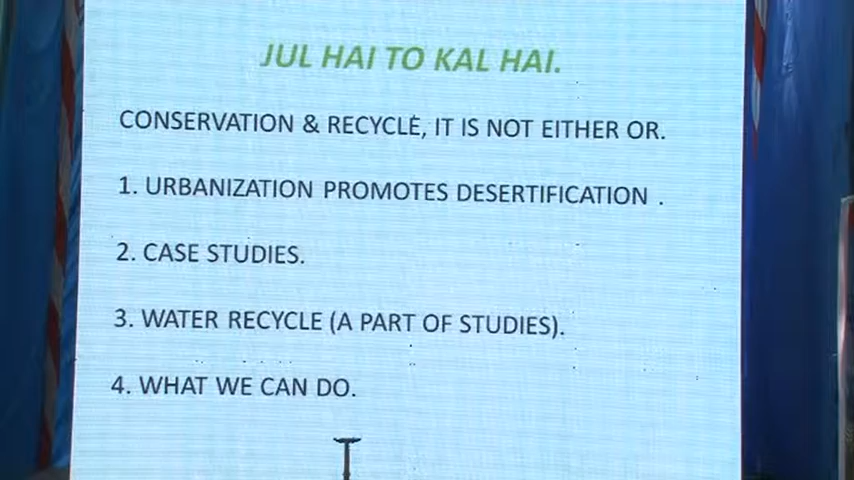 JUL HAI TO KAL HAI.
CONSERVATION & RECYCLE, IT IS NOT EITHER OR.
1. URBANIZATION PROMOTES DESERTIFICATION .
2. CASE STUDIES.
3. WATER RECYCLE (A PART OF STUDIES).
4. WHAT WE CAN DO.